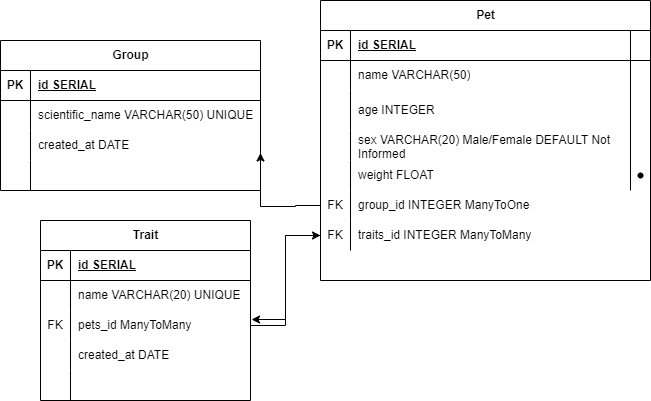 Group
PK id SERIAL
scientific_name VARCHAR(50) UNIQUE
created_at DATE
Pet
PK id SERIAL
name VARCHAR(50)
age INTEGER
sex VARCHAR(20) Male/Female DEFAULT Not
Informed
weight FLOAT
FK group_id INTEGER ManyToOne
FK traits_id INTEGER ManyToMany
Trait
PK id SERIAL
name VARCHAR(20) UNIQUE
FK pets_id ManyToMany
created_at DATE